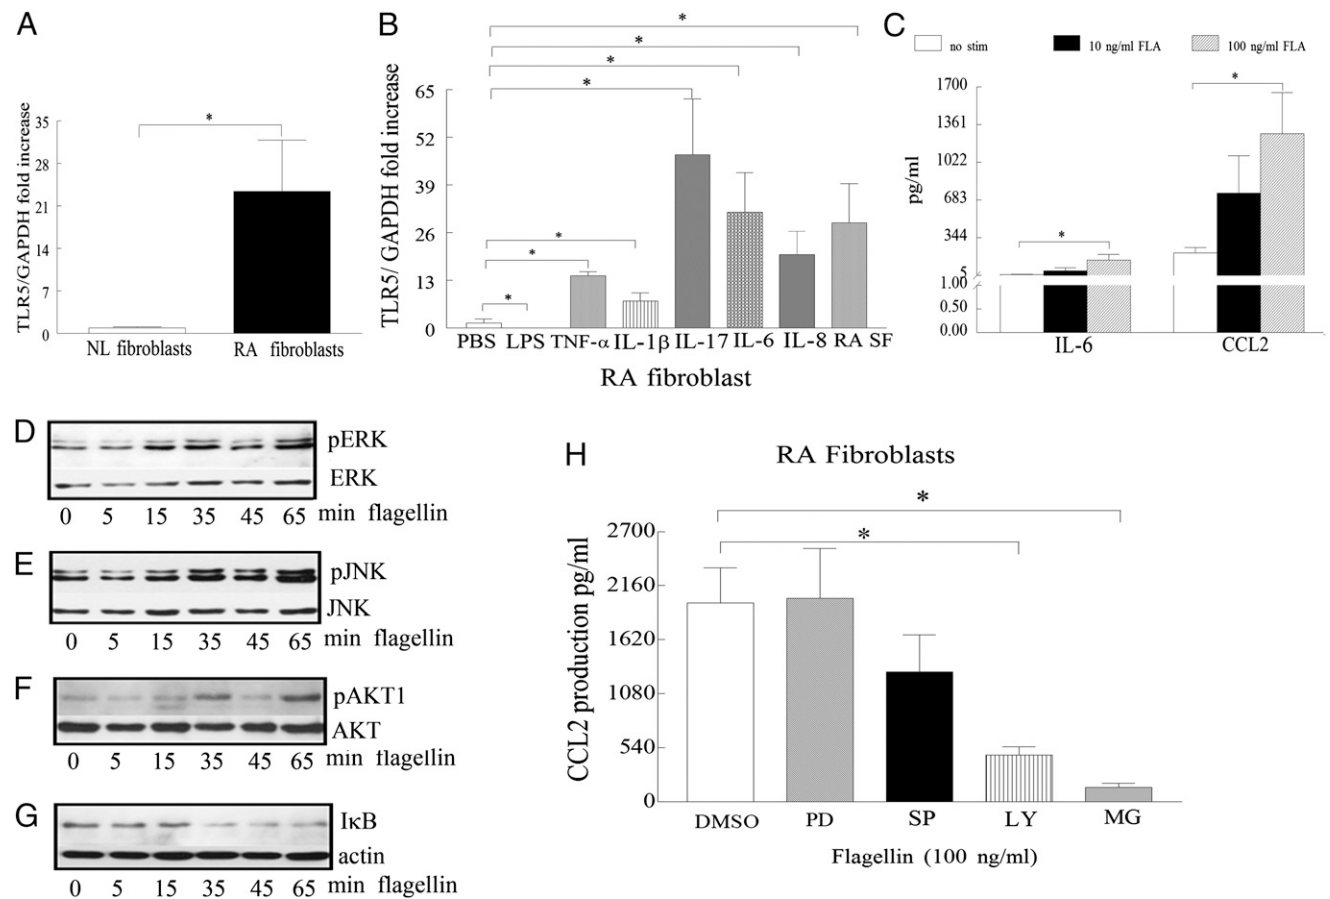 A
TLR5/GAPDH fold increase
35
28
21
14
7
0
*
NL fibroblasts
RA fibroblasts
B
TLR5/ GAPDH fold increase
65
52
39
26
13
0
*
*
*
*
*
*
*
PBS LPS TNF-α IL-1β IL-17 IL-6 IL-8 RA SF
RA fibroblast
C
no stim
10 ng/ml FLA
100 ng/ml FLA
pg/ml
1700
1361
1022
683
344
5
1.00
0.50
0.00
*
*
IL-6
CCL2
D
pERK
ERK
0 5 15 35 45 65 min flagellin
E
pJNK
JNK
0 5 15 35 45 65 min flagellin
F
pAKT1
AKT
0 5 15 35 45 65 min flagellin
G
IκB
actin
0 5 15 35 45 65 min flagellin
H
RA Fibroblasts
CCL2 production pg/ml
2700
2160
1620
1080
540
0
*
*
DMSO PD SP LY MG
Flagellin (100 ng/ml)